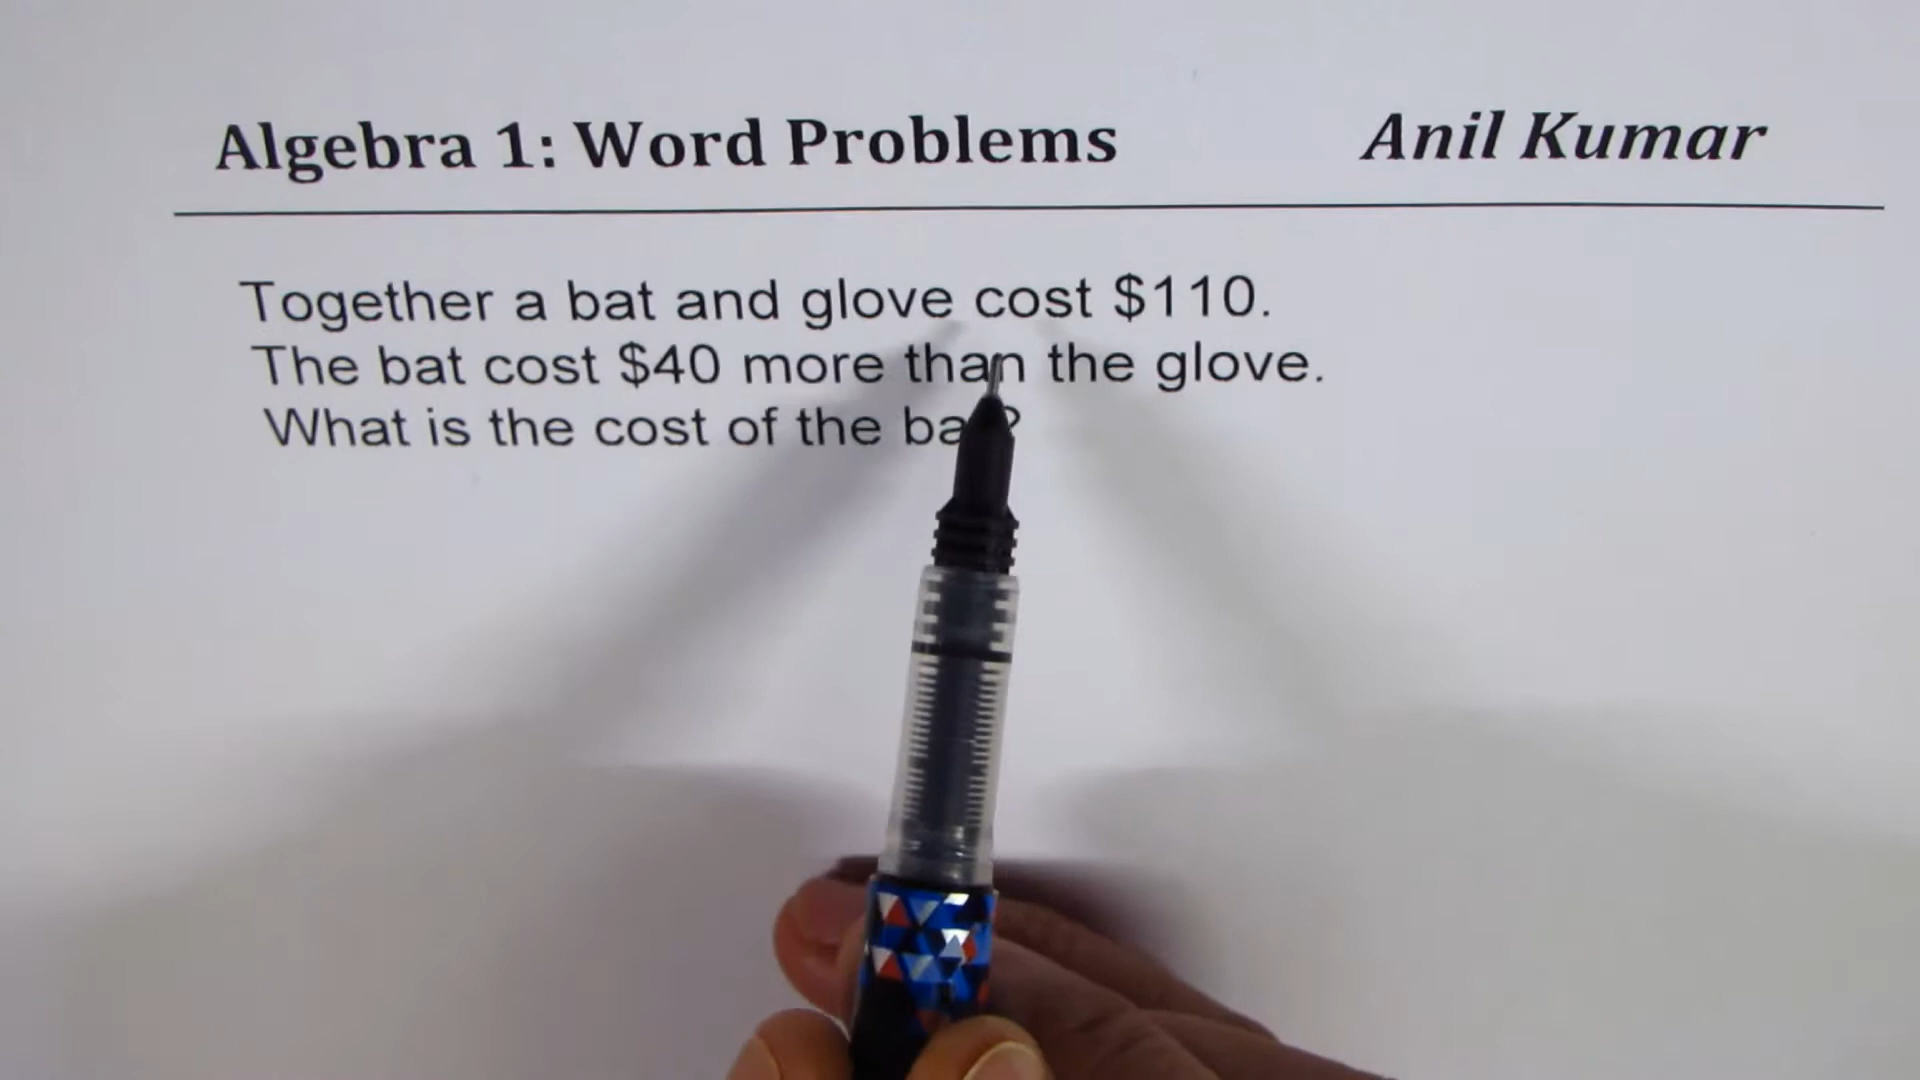 Algebra 1: Word Problems Anil Kumar
Together a bat and glove cost $110.
The bat cost $40 more than the glove.
What is the cost of the bat?